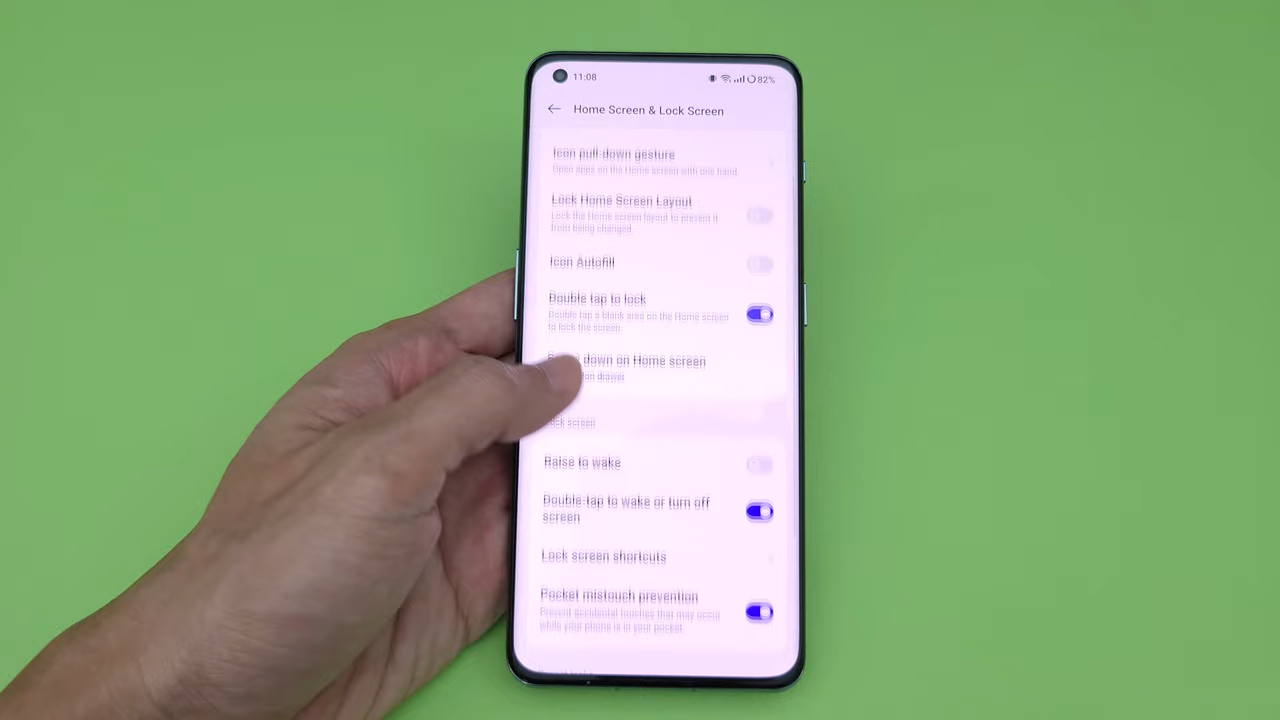 11:08
82%
Home Screen & Lock Screen
Icon pull-down gesture
Open apps on the Home screen with one hand.
Lock Home Screen Layout
Lock the Home screen layout to prevent it
from being changed.
Icon Autofill
Double tap to lock
Double tap a blank area on the Home screen
to lock the screen.
down on Home screen
drawer
screen
Raise to wake
Double-tap to wake or turn off
screen
Lock screen shortcuts
Pocket mistouch prevention
Prevent accidental touches that may occur
while your phone is in your pocket.